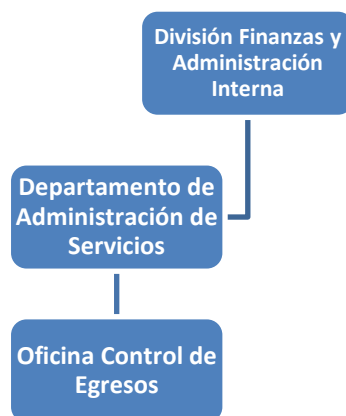 División Finanzas y
Administración
Interna
Departamento de
Administración de
Servicios
Oficina Control de
Egresos